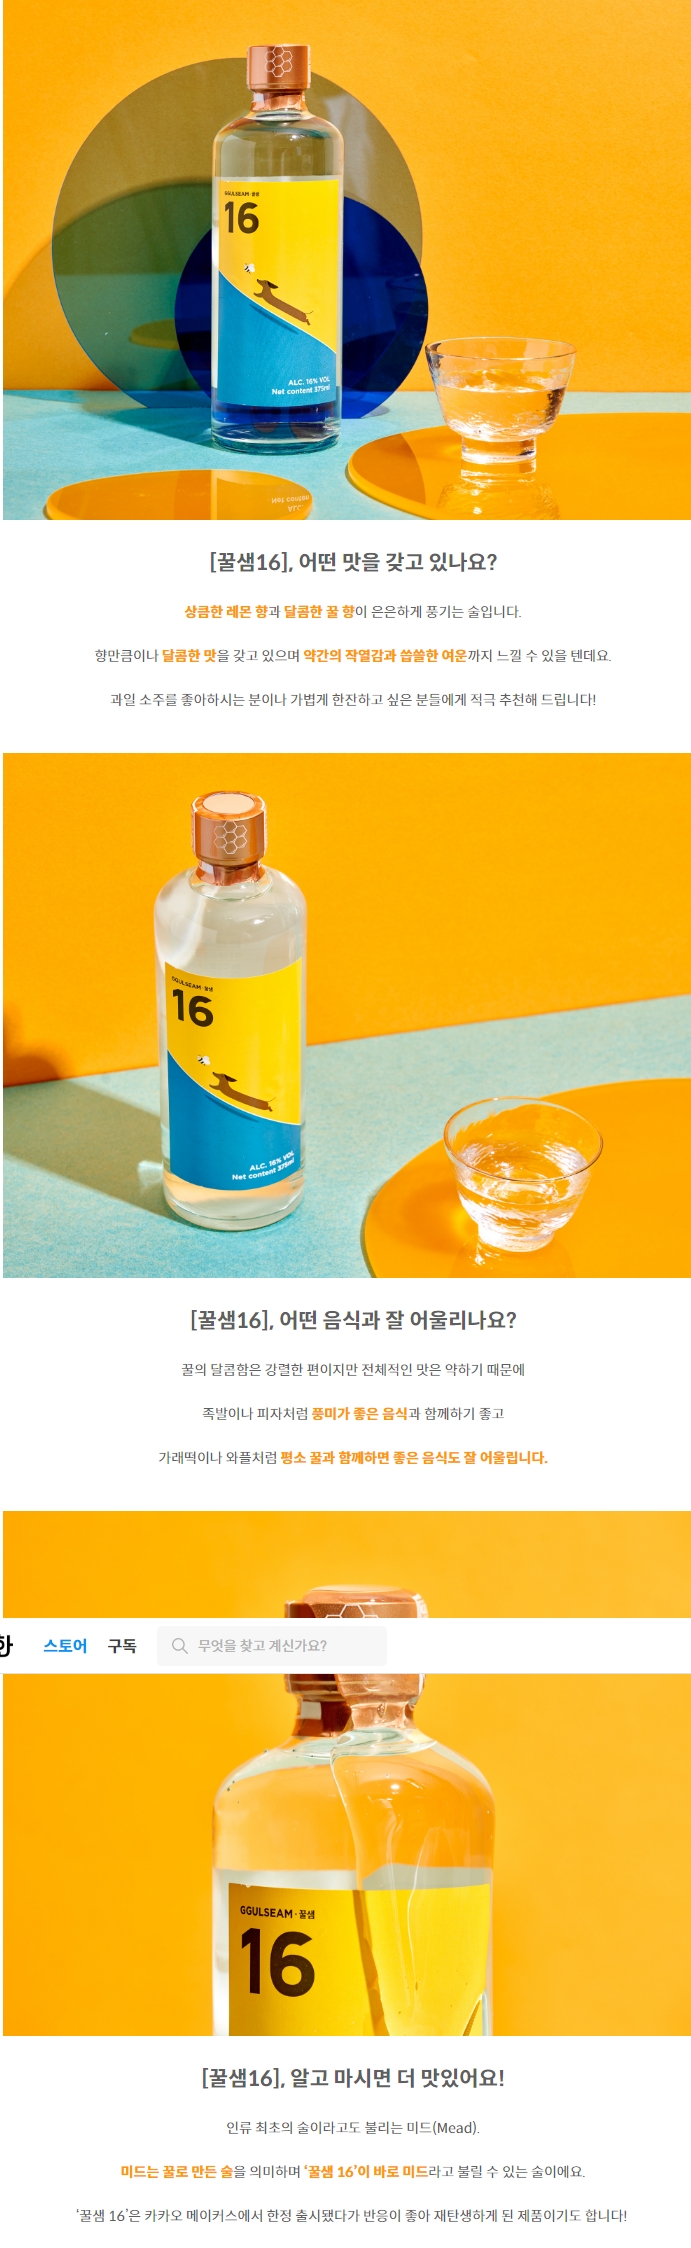 GGULSEAM · 꿀샘
16
ALC. 16% VOL
Net content 375ml
[꿀샘16], 어떤 맛을 갖고 있나요?
상큼한 레몬 향과 달콤한 꿀 향이 은은하게 풍기는 술입니다.
향만큼이나 달콤한 맛을 갖고 있으며 약간의 작열감과 씁쓸한 여운까지 느낄 수 있을 텐데요.
과일 소주를 좋아하시는 분이나 가볍게 한잔하고 싶은 분들에게 적극 추천해 드립니다!
GGULSEAM · 꿀샘
16
ALC. 16% VOL
Net content 375ml
[꿀샘16], 어떤 음식과 잘 어울리나요?
꿀의 달콤함은 강렬한 편이지만 전체적인 맛은 약하기 때문에
족발이나 피자처럼 풍미가 좋은 음식과 함께하기 좋고
가래떡이나 와플처럼 평소 꿀과 함께하면 좋은 음식도 잘 어울립니다.
스토어 구독 무엇을 찾고 계신가요?
GGULSEAM · 꿀샘
16
[꿀샘16], 알고 마시면 더 맛있어요!
인류 최초의 술이라고도 불리는 미드(Mead).
미드는 꿀로 만든 술을 의미하며 ‘꿀샘 16’이 바로 미드라고 불릴 수 있는 술이에요.
‘꿀샘 16’은 카카오 메이커스에서 한정 출시됐다가 반응이 좋아 재탄생하게 된 제품이기도 합니다!